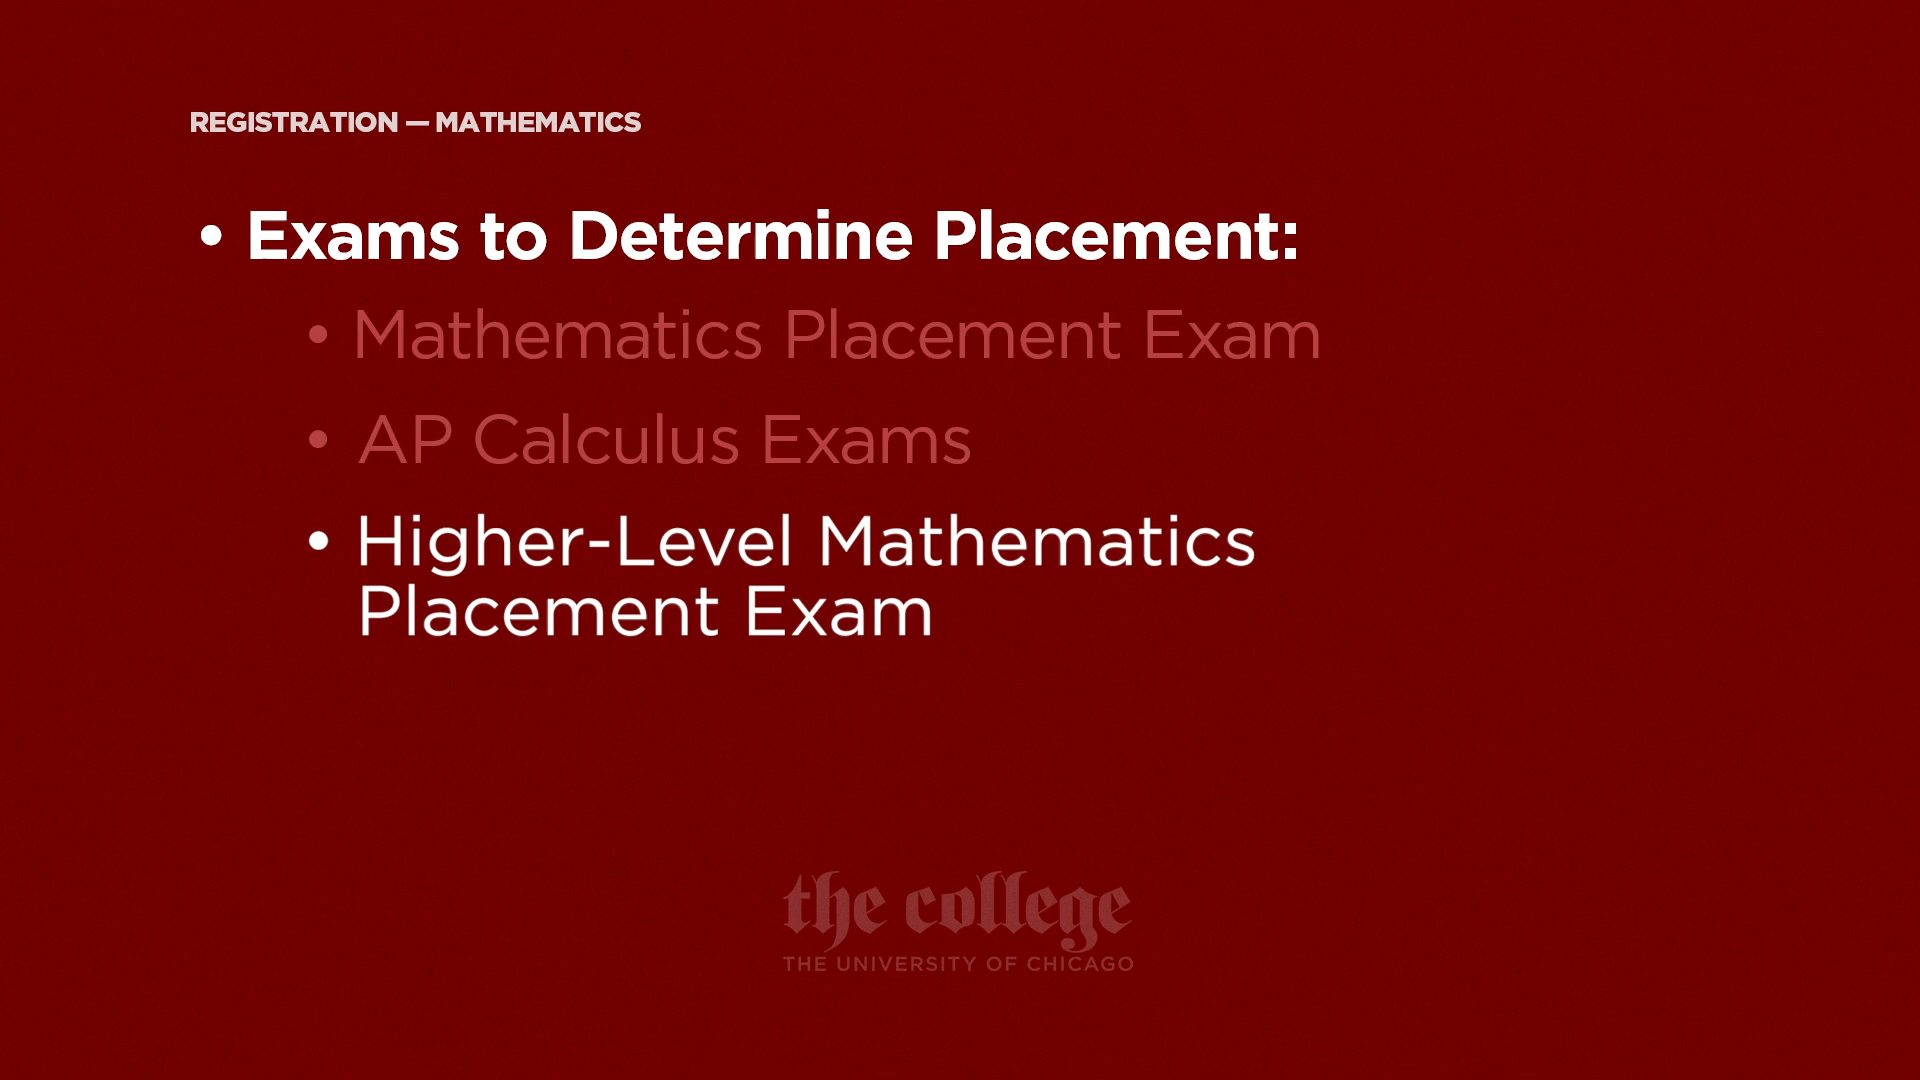 REGISTRATION — MATHEMATICS
• Exams to Determine Placement:
• Mathematics Placement Exam
• AP Calculus Exams
• Higher-Level Mathematics
Placement Exam
the college
THE UNIVERSITY OF CHICAGO